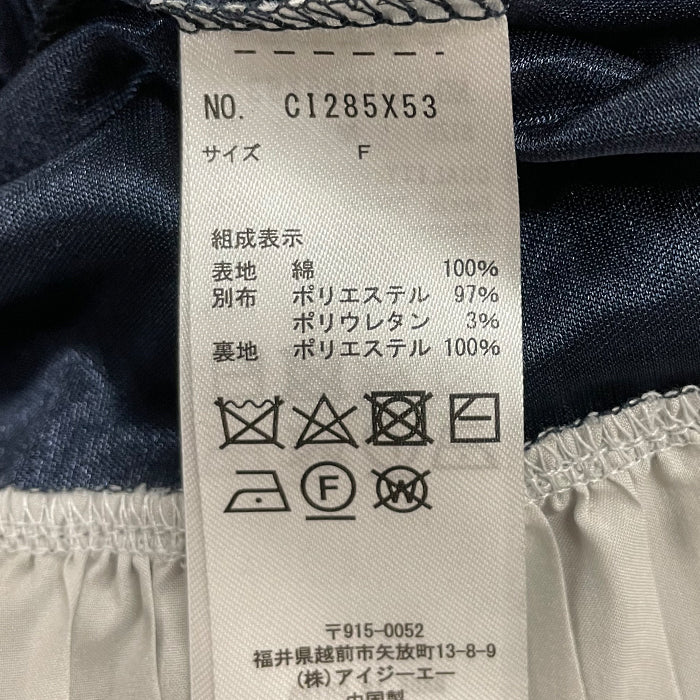 NO. CI285X53
サイズ F
組成表示
表地 綿 100%
別布 ポリエステル 97%
ポリウレタン 3%
裏地 ポリエステル 100%
F
W
〒915-0052
福井県越前市矢放町13-8-9
(株)アイジーエー
中国製